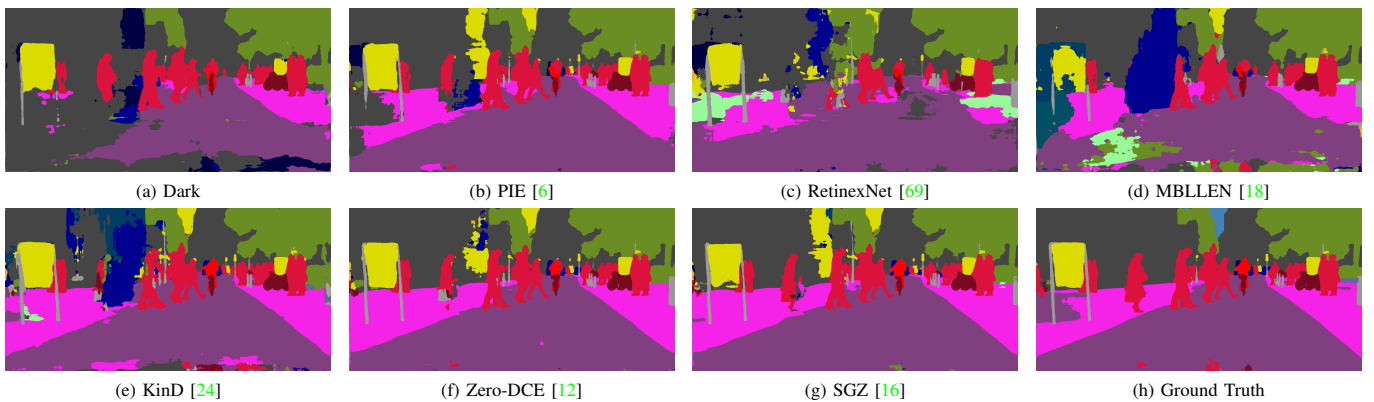 (a) Dark
(b) PIE [6]
(c) RetinexNet [69]
(d) MBLLEN [18]
(e) KinD [24]
(f) Zero-DCE [12]
(g) SGZ [16]
(h) Ground Truth